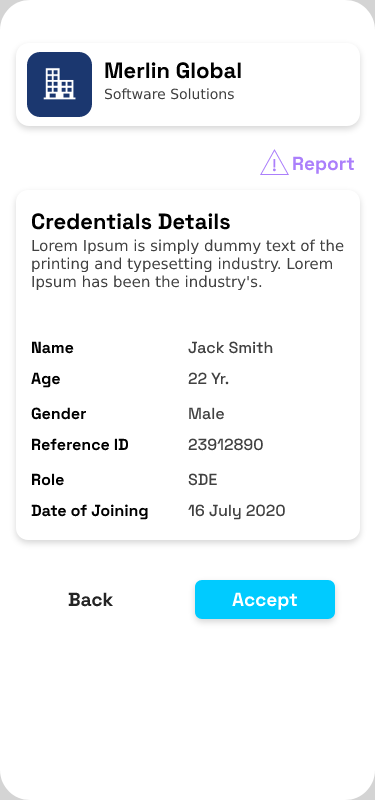 Merlin Global
Software Solutions
Report
Credentials Details
Lorem Ipsum is simply dummy text of the
printing and typesetting industry. Lorem
Ipsum has been the industry's.
Name Jack Smith
Age 22 Yr.
Gender Male
Reference ID 23912890
Role SDE
Date of Joining 16 July 2020
Back Accept